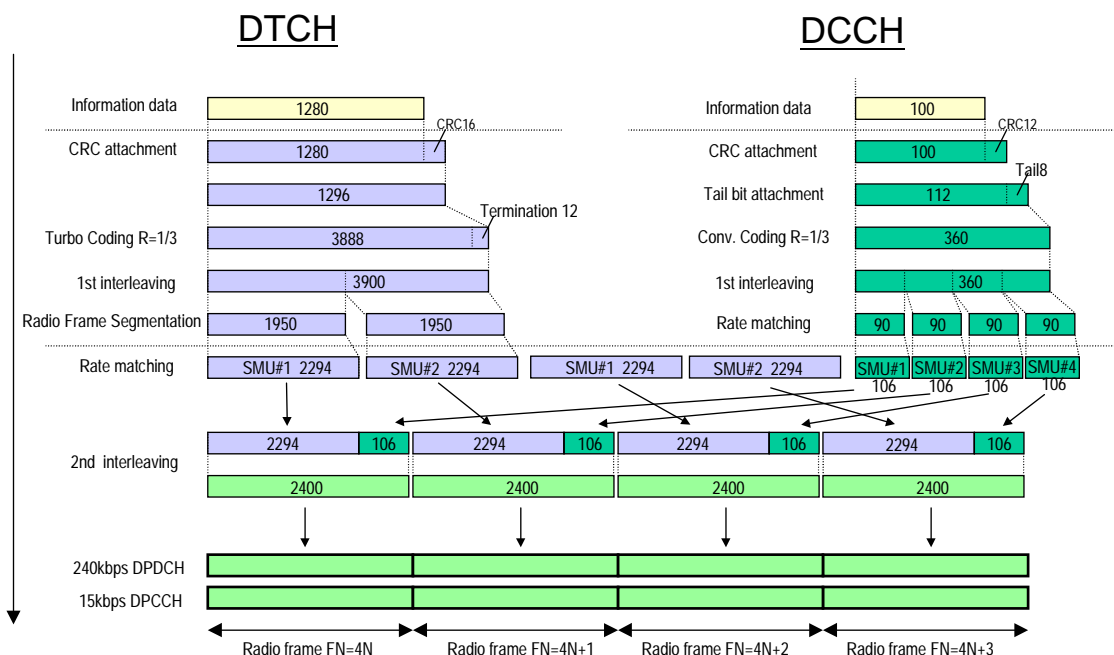 DTCH DCCH
Information data 1280 Information data 100
CRC16 CRC12
CRC attachment 1280 CRC attachment 100
Tail8
1296 Tail bit attachment 112
Termination 12
Turbo Coding R=1/3 3888 Conv. Coding R=1/3 360
1st interleaving 3900 1st interleaving 360
Radio Frame Segmentation 1950 1950 Rate matching 90 90 90 90
Rate matching SMU#1 2294 SMU#2 2294 SMU#1 2294 SMU#2 2294 SMU#1 SMU#2 SMU#3 SMU#4
106 106 106 106
2294 106 2294 106 2294 106 2294 106
2nd interleaving
2400 2400 2400 2400
240kbps DPDCH
15kbps DPCCH
Radio frame FN=4N Radio frame FN=4N+1 Radio frame FN=4N+2 Radio frame FN=4N+3